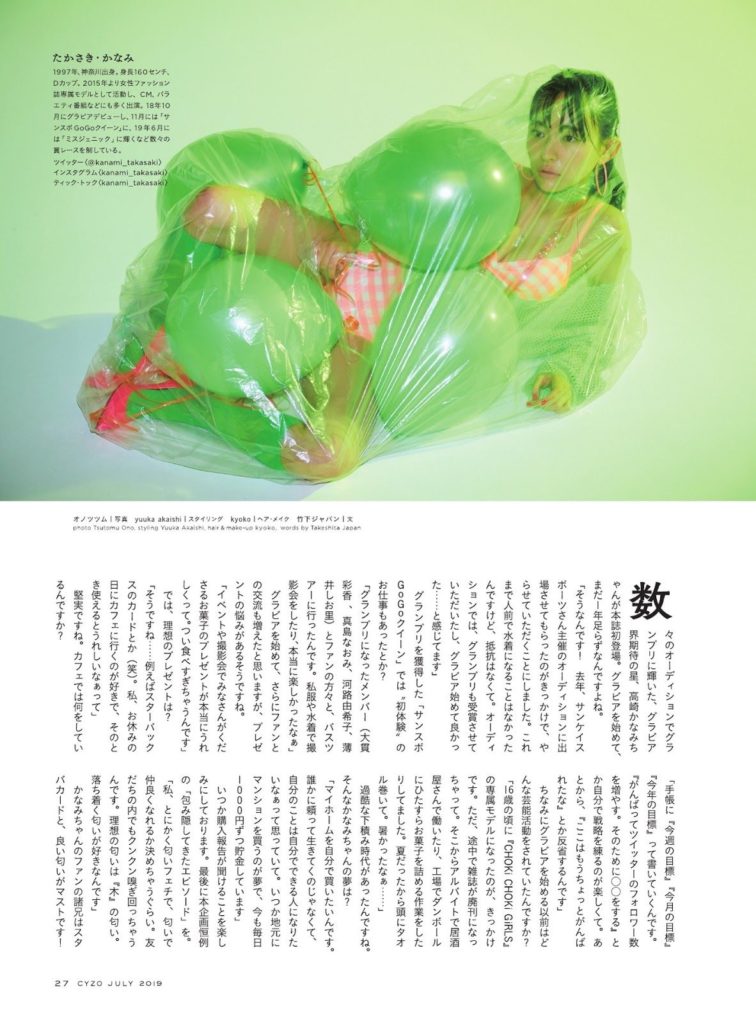 たかさき・かなみ
1997年、神奈川出身。身長160センチ、
Dカップ。2015年より女性ファッション
誌専属モデルとして活動し、CM、バラ
エティ番組などにも多く出演。18年10
月にグラビアデビューし、11月には「サ
ンスポGoGoクイーン」に、19年6月に
は「ミスジェニック」に輝くなど数々の
賞レースを制している。
ツイッター〈@kanami_takasaki〉
インスタグラム〈kanami_takasaki〉
ティック・トック〈kanami_takasaki〉
オノツツム｜写真 yuuka akaishi｜スタイリング kyoko｜ヘア・メイク 竹下ジャパン｜文
photo Tsutomu Ono, styling Yuuka Akaishi, hair & make-up kyoko, words by Takeshita Japan
数々のオーディションでグラ
ンプリに輝いた、グラビア
界期待の星、高崎かなみち
ゃんが本誌初登場。グラビアを始めて、
まだ一年足らずなんですよね。
「そうなんです！ 去年、サンケイス
ポーツさん主催のオーディションに出
場させてもらったのがきっかけで、や
らせていただくことにしました。これ
まで人前で水着になることはなかった
んですけど、抵抗はなくて。オーディ
ションでは、グランプリも受賞させて
いただいたし、グラビア始めて良かっ
た……と感じてます」
グランプリを獲得した「サンスポ
GoGoクイーン」では〝初体験〟の
お仕事もあったとか？
「グランプリになったメンバー（大貫
彩香、真島なおみ、河路由希子、薄
井しお里）とファンの方々と、バスツ
アーに行ったんです。私服や水着で撮
影会をしたり、本当に楽しかったなぁ」
グラビアを始めて、さらにファンと
の交流も増えたと思いますが、プレゼ
ントの悩みがあるそうですね。
「イベントや撮影会でみなさんがくだ
さるお菓子のプレゼントが本当にうれ
しくって。つい食べすぎちゃうんです」
では、理想のプレゼントは？
「そうですね……例えばスターバック
スのカードとか（笑）。私、お休みの
日にカフェに行くのが好きで、そのと
き使えるとうれしいなぁって」
堅実ですね。カフェでは何をしてい
るんですか？
「手帳に『今週の目標』『今月の目標』
『今年の目標』って書いていくんです。
『がんばってツイッターのフォロワー数
を増やす。そのために○○をする』と
か自分で戦略を練るのが楽しくて。あ
とから、『ここはもうちょっとがんば
れたな』とか反省するんです」
ちなみにグラビアを始める以前はど
んな芸能活動をされていたんですか？
「16歳の頃に『CHOKi CHOKi GiRLS』
の専属モデルになったのが、きっかけ
です。ただ、途中で雑誌が廃刊になっ
ちゃって。そこからアルバイトで居酒
屋さんで働いたり、工場でダンボール
にひたすらお菓子を詰める作業をした
りしてました。夏だったから頭にタオ
ル巻いて。暑かったなぁ……」
過酷な下積み時代があったんですね。
そんなかなみちゃんの夢は？
「マイホームを自分で買いたいんです。
誰かに頼って生きてくのじゃなくて、
自分のことは自分でできる人になりた
いなぁって思っていて。いつか地元に
マンションを買うのが夢で、今も毎日
1000円ずつ貯金しています」
いつか購入報告が聞けることを楽し
みにしております。最後に本企画恒例
の「包み隠してきたエピソード」を。
「私、とにかく匂いフェチで、匂いで
仲良くなれるか決めちゃうぐらい。友
だちの内でもクンクン嗅ぎ回っちゃう
んです。理想の匂いは『木』の匂い。
落ち着く匂いが好きなんです」
かなみちゃんのファンの諸兄はスタ
バカードと、良い匂いがマストです！
27 CYZO JULY 2019